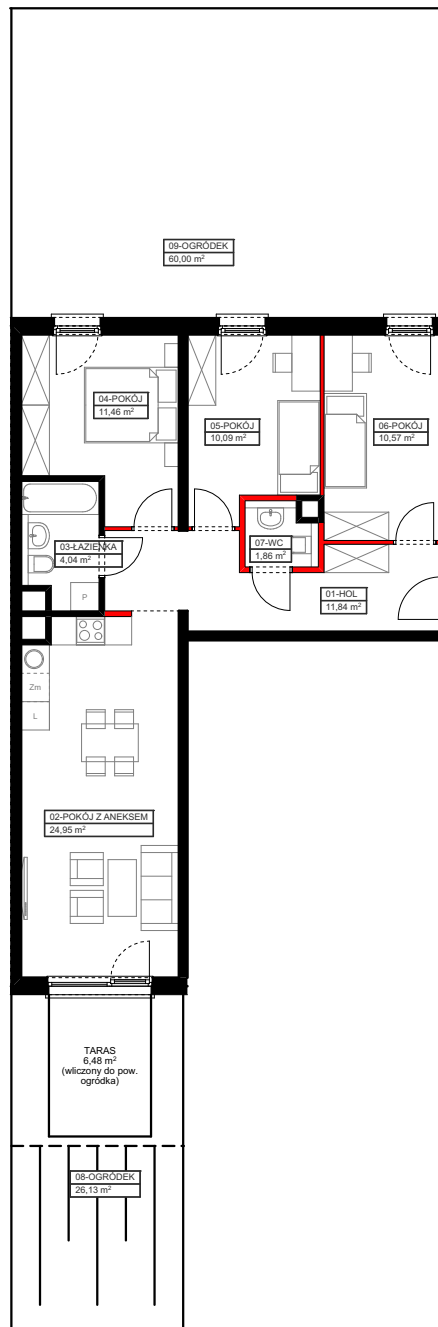 09-OGRÓDEK
60,00 m²
04-POKÓJ
11,46 m²
05-POKÓJ
10,09 m²
06-POKÓJ
10,57 m²
03-ŁAZIENKA
4,04 m²
07-WC
1,86 m²
P
01-HOL
11,84 m²
Zm
L
02-POKÓJ Z ANEKSEM
24,95 m²
TARAS
6,48 m²
(wliczony do pow.
ogródka)
08-OGRÓDEK
26,13 m²